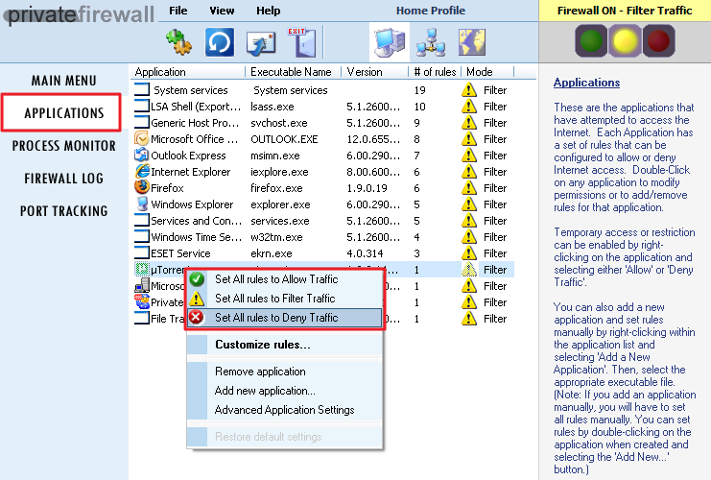 privatefirewall
File View Help
Home Profile
Firewall ON - Filter Traffic
EXIT
MAIN MENU
APPLICATIONS
PROCESS MONITOR
FIREWALL LOG
PORT TRACKING
Application Executable Name Version # of rules Mode
System services System services 19 Filter
LSA Shell (Export... lsass.exe 5.1.2600... 10 Filter
Generic Host Pro... svchost.exe 5.1.2600... 9 Filter
Microsoft Office ... OUTLOOK.EXE 12.0.655... 8 Filter
Outlook Express msimn.exe 6.00.290... 7 Filter
Internet Explorer iexplore.exe 8.00.600... 6 Filter
Firefox firefox.exe 1.9.0.19 6 Filter
Windows Explorer explorer.exe 6.00.290... 5 Filter
Services and Con... services.exe 5.1.2600... 5 Filter
Windows Time Se... w32tm.exe 5.1.2600... 4 Filter
ESET Service ekrn.exe 4.0.314 3 Filter
µTorrent 1 Filter
Micros 1 Filter
Private 1 Filter
File Tra 1 Filter
Set All rules to Allow Traffic
Set All rules to Filter Traffic
Set All rules to Deny Traffic
Customize rules...
Remove application
Add new application...
Advanced Application Settings
Restore default settings
Applications
These are the applications that
have attempted to access the
Internet. Each Application has
a set of rules that can be
configured to allow or deny
Internet access. Double-Click
on any application to modify
permissions or to add/remove
rules for that application.
Temporary access or restriction
can be enabled by right-
clicking on the application and
selecting either 'Allow' or 'Deny
Traffic'.
You can also add a new
application and set rules
manually by right-clicking within
the application list and
selecting 'Add a New
Application'. Then, select the
appropriate executable file.
(Note: If you add an application
manually, you will have to set
all rules manually. You can set
rules by double-clicking on the
application when created and
selecting the 'Add New...'
button.)